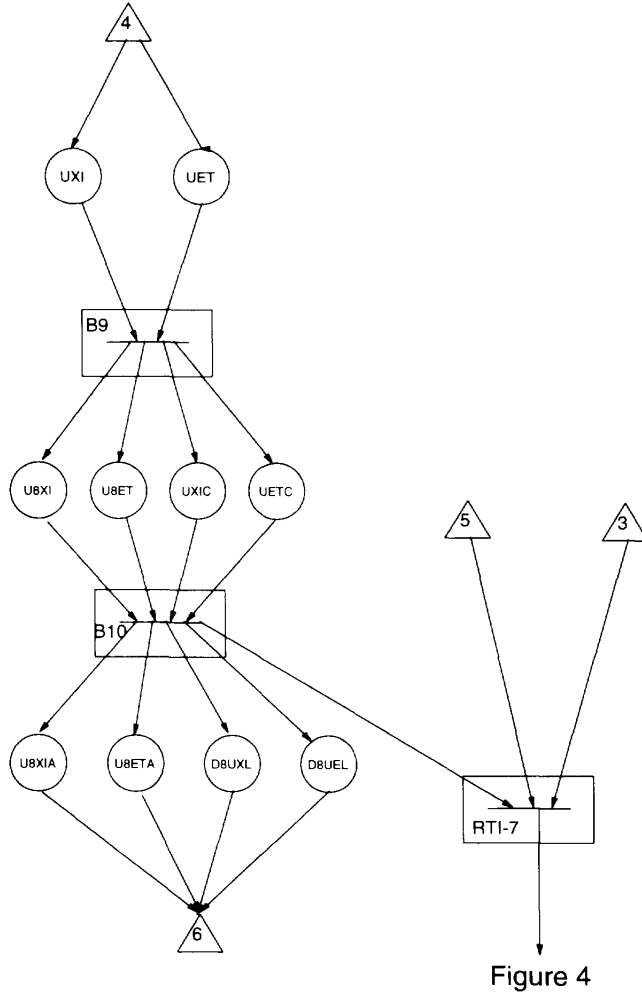 4
UXI
UET
B9
U8XI
U8ET
UXIC
UETC
5
3
B10
U8XIA
U8ETA
D8UXL
D8UEL
RTI-7
6
Figure 4